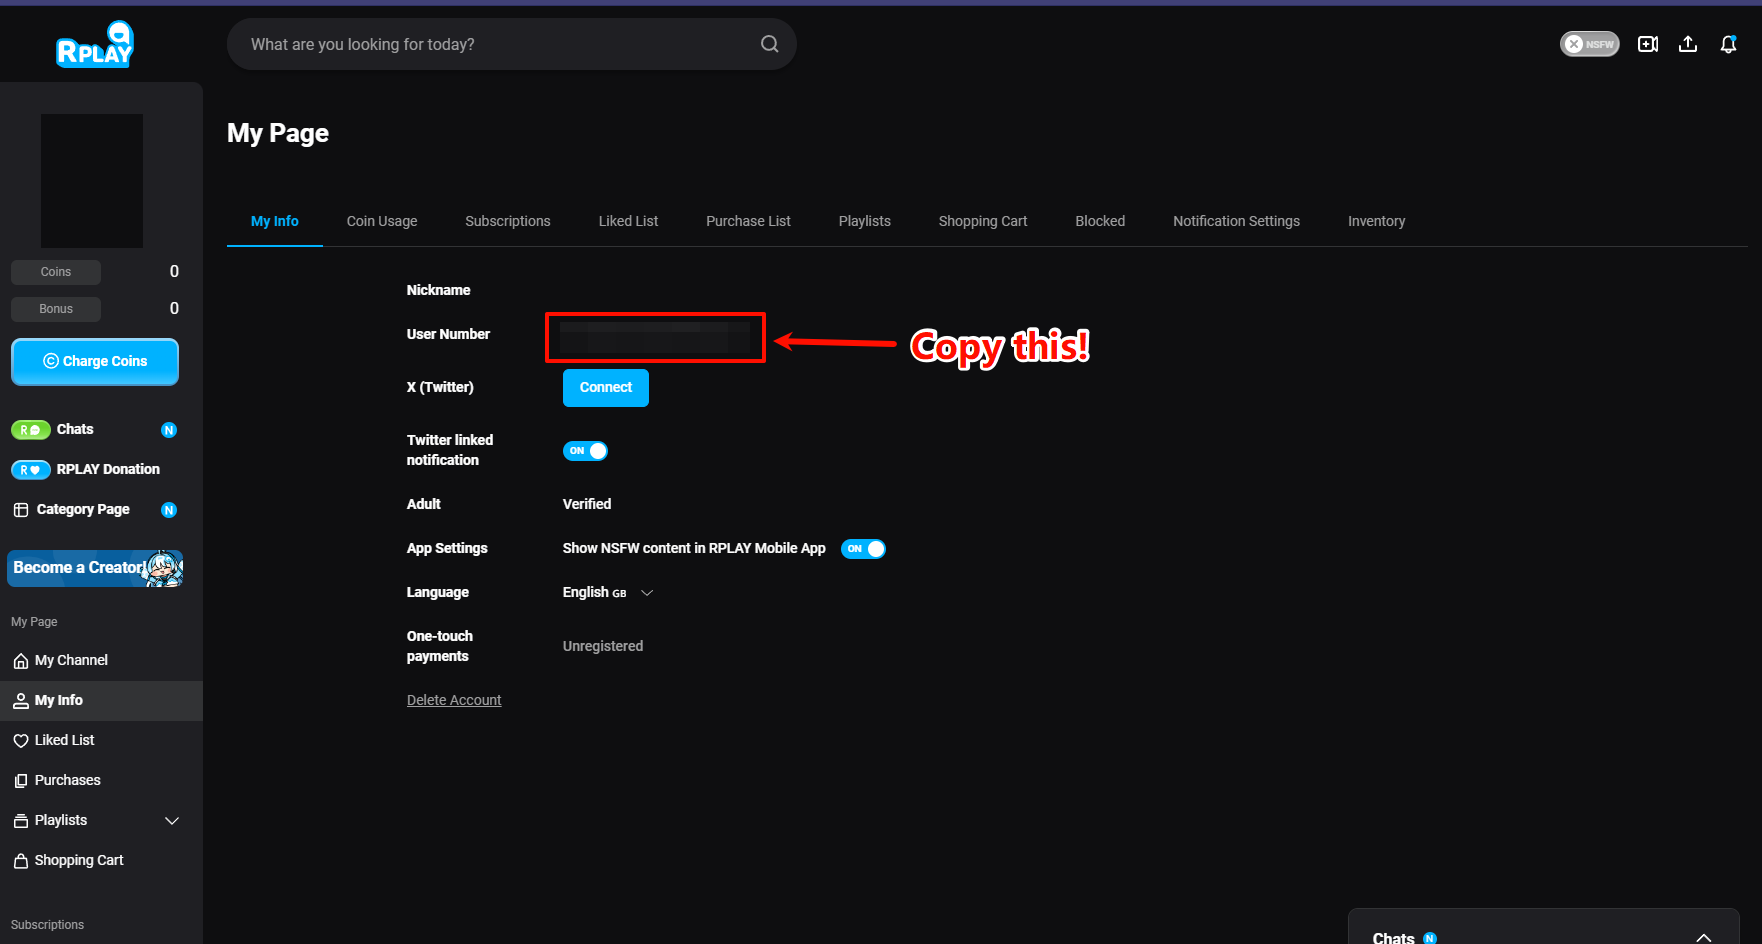 RPLAY
What are you looking for today?
NSFW
My Page
My Info
Coin Usage
Subscriptions
Liked List
Purchase List
Playlists
Shopping Cart
Blocked
Notification Settings
Inventory
Coins 0
Bonus 0
Charge Coins
R Chats N
R RPLAY Donation
Category Page N
Become a Creator!
My Page
My Channel
My Info
Liked List
Purchases
Playlists
Shopping Cart
Subscriptions
Nickname
User Number
Copy this!
X (Twitter) Connect
Twitter linked
notification
ON
Adult Verified
App Settings Show NSFW content in RPLAY Mobile App ON
Language English GB
One-touch
payments
Unregistered
Delete Account
Chats N